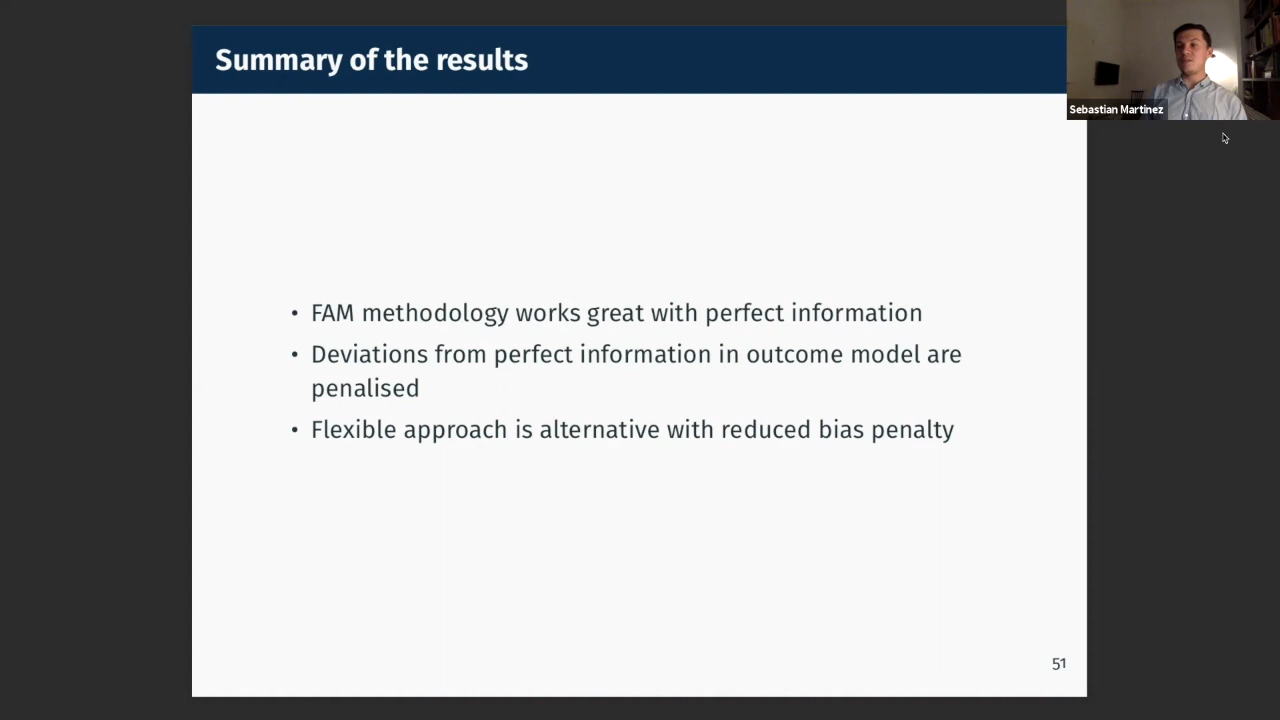 Summary of the results
Sebastian Martinez
• FAM methodology works great with perfect information
• Deviations from perfect information in outcome model are
penalised
• Flexible approach is alternative with reduced bias penalty
51